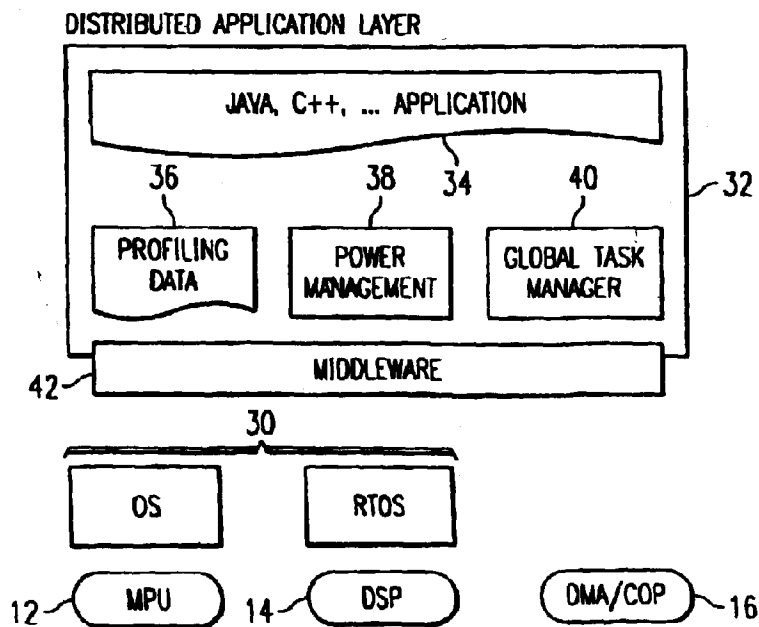 DISTRIBUTED APPLICATION LAYER
JAVA, C++, ... APPLICATION
36
38
34
40
32
PROFILING
DATA
POWER
MANAGEMENT
GLOBAL TASK
MANAGER
42
MIDDLEWARE
30
OS
RTOS
12
MPU
14
DSP
DMA/COP
16